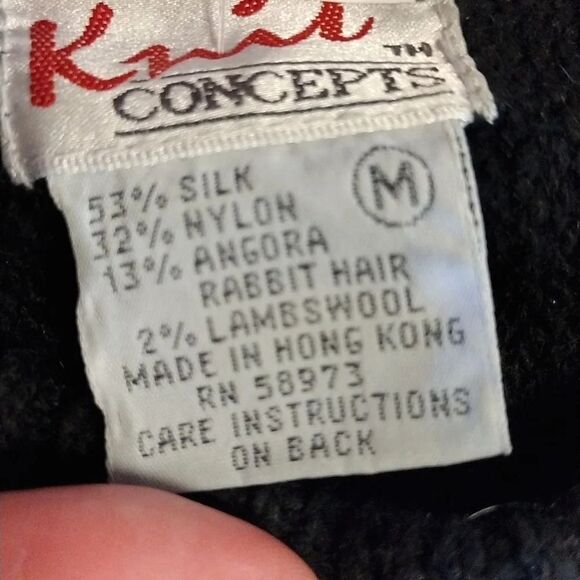 Knit TM
CONCEPTS
M
53% SILK
32% NYLON
13% ANGORA
RABBIT HAIR
2% LAMBSWOOL
MADE IN HONG KONG
RN 58973
CARE INSTRUCTIONS
ON BACK